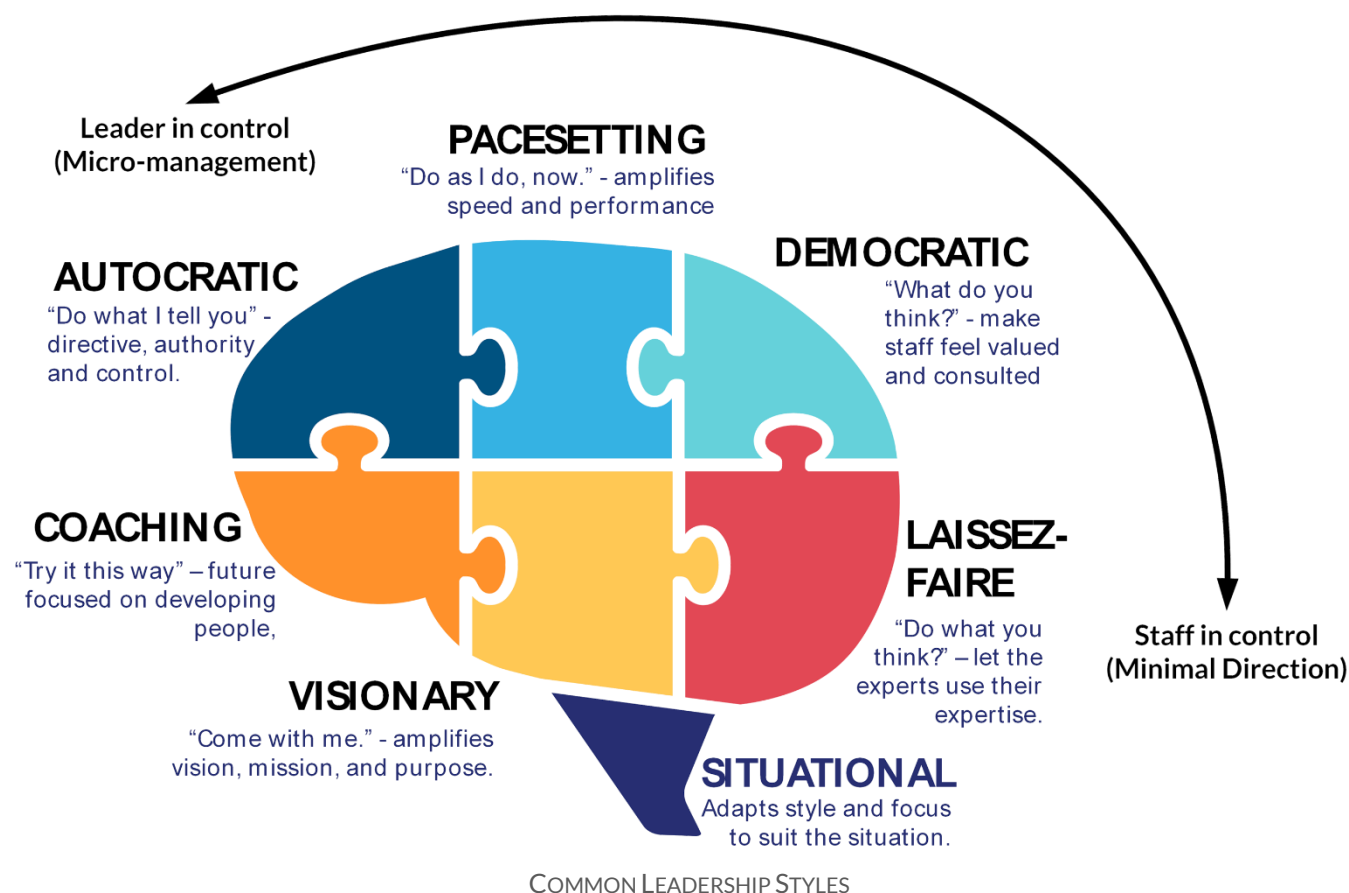 Leader in control
(Micro-management)
PACESETTING
“Do as I do, now.” - amplifies
speed and performance
AUTOCRATIC
“Do what I tell you” -
directive, authority
and control.
DEMOCRATIC
“What do you
think?” - make
staff feel valued
and consulted
COACHING
“Try it this way” – future
focused on developing
people,
LAISSEZ-
FAIRE
“Do what you
think?” – let the
experts use their
expertise.
Staff in control
(Minimal Direction)
VISIONARY
“Come with me.” - amplifies
vision, mission, and purpose.
SITUATIONAL
Adapts style and focus
to suit the situation.
COMMON LEADERSHIP STYLES